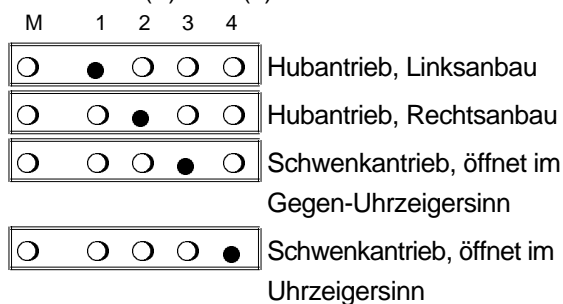 M 1 2 3 4
Hubantrieb, Linksanbau
Hubantrieb, Rechtsanbau
Schwenkantrieb, öffnet im
Gegen-Uhrzeigersinn
Schwenkantrieb, öffnet im
Uhrzeigersinn